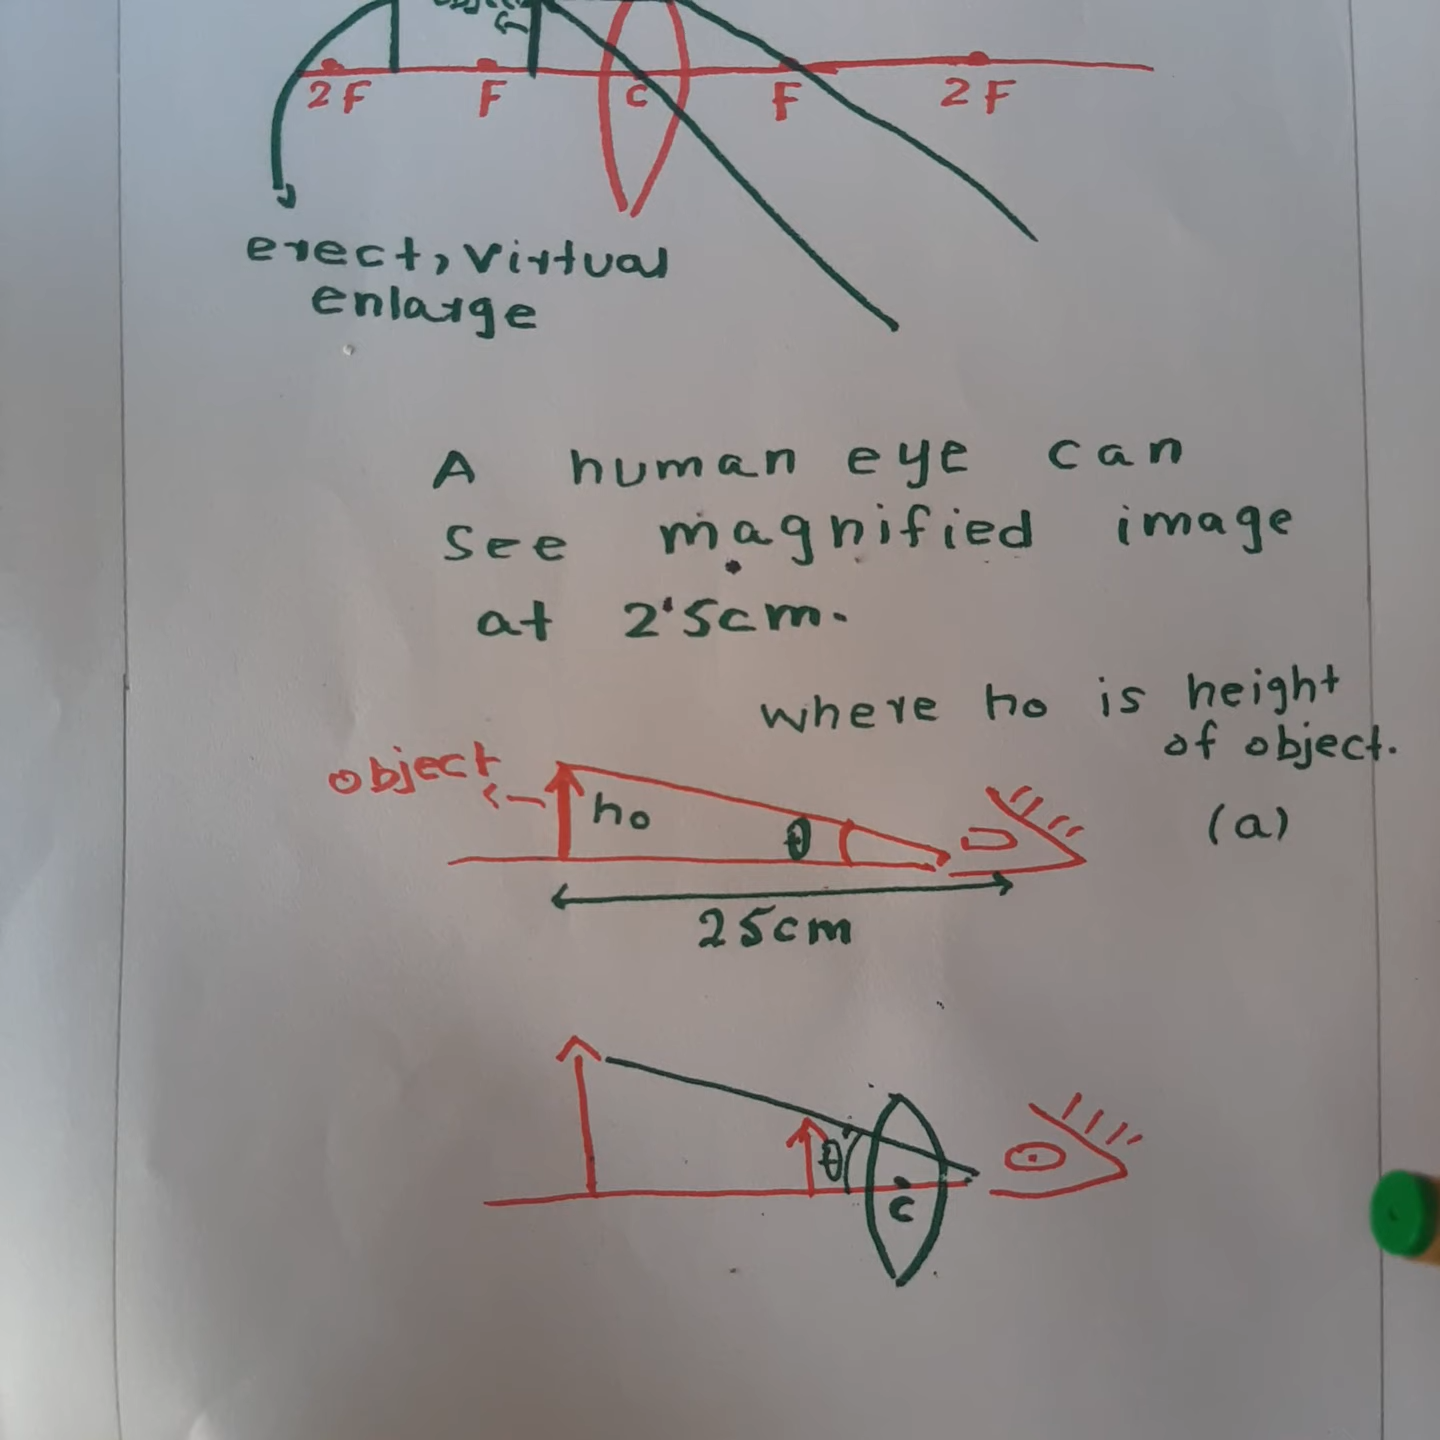 2F F C F 2F
erect, virtual
enlarge
A human eye can
see magnified image
at 2.5cm.
where ho is height
of object.
object
ho θ
(a)
25cm
θ'
C